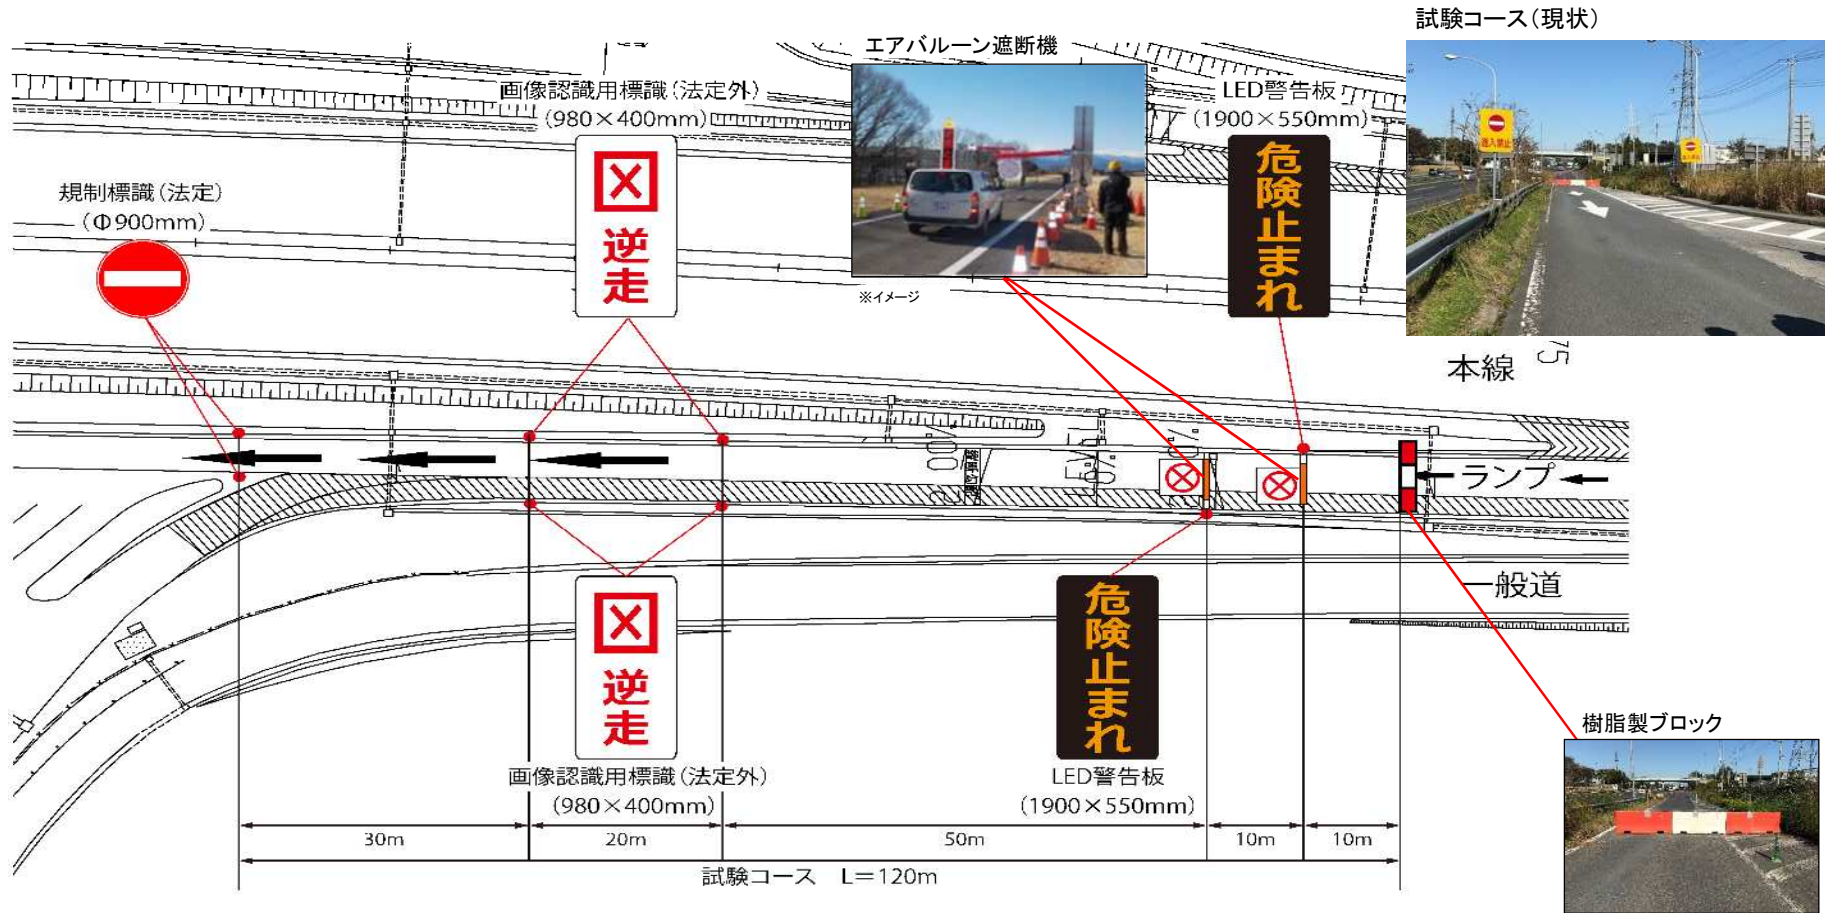 試験コース(現状)
エアバルーン遮断機
画像認識用標識(法定外)
(980×400mm)
LED警告板
(1900×550mm)
規制標識(法定)
(Φ900mm)
逆走
危険止まれ
進入禁止
※イメージ
75
本線
ランプ
一般道
逆走
危険止まれ
樹脂製ブロック
画像認識用標識(法定外)
(980×400mm)
LED警告板
(1900×550mm)
30m
20m
50m
10m
10m
試験コース L=120m